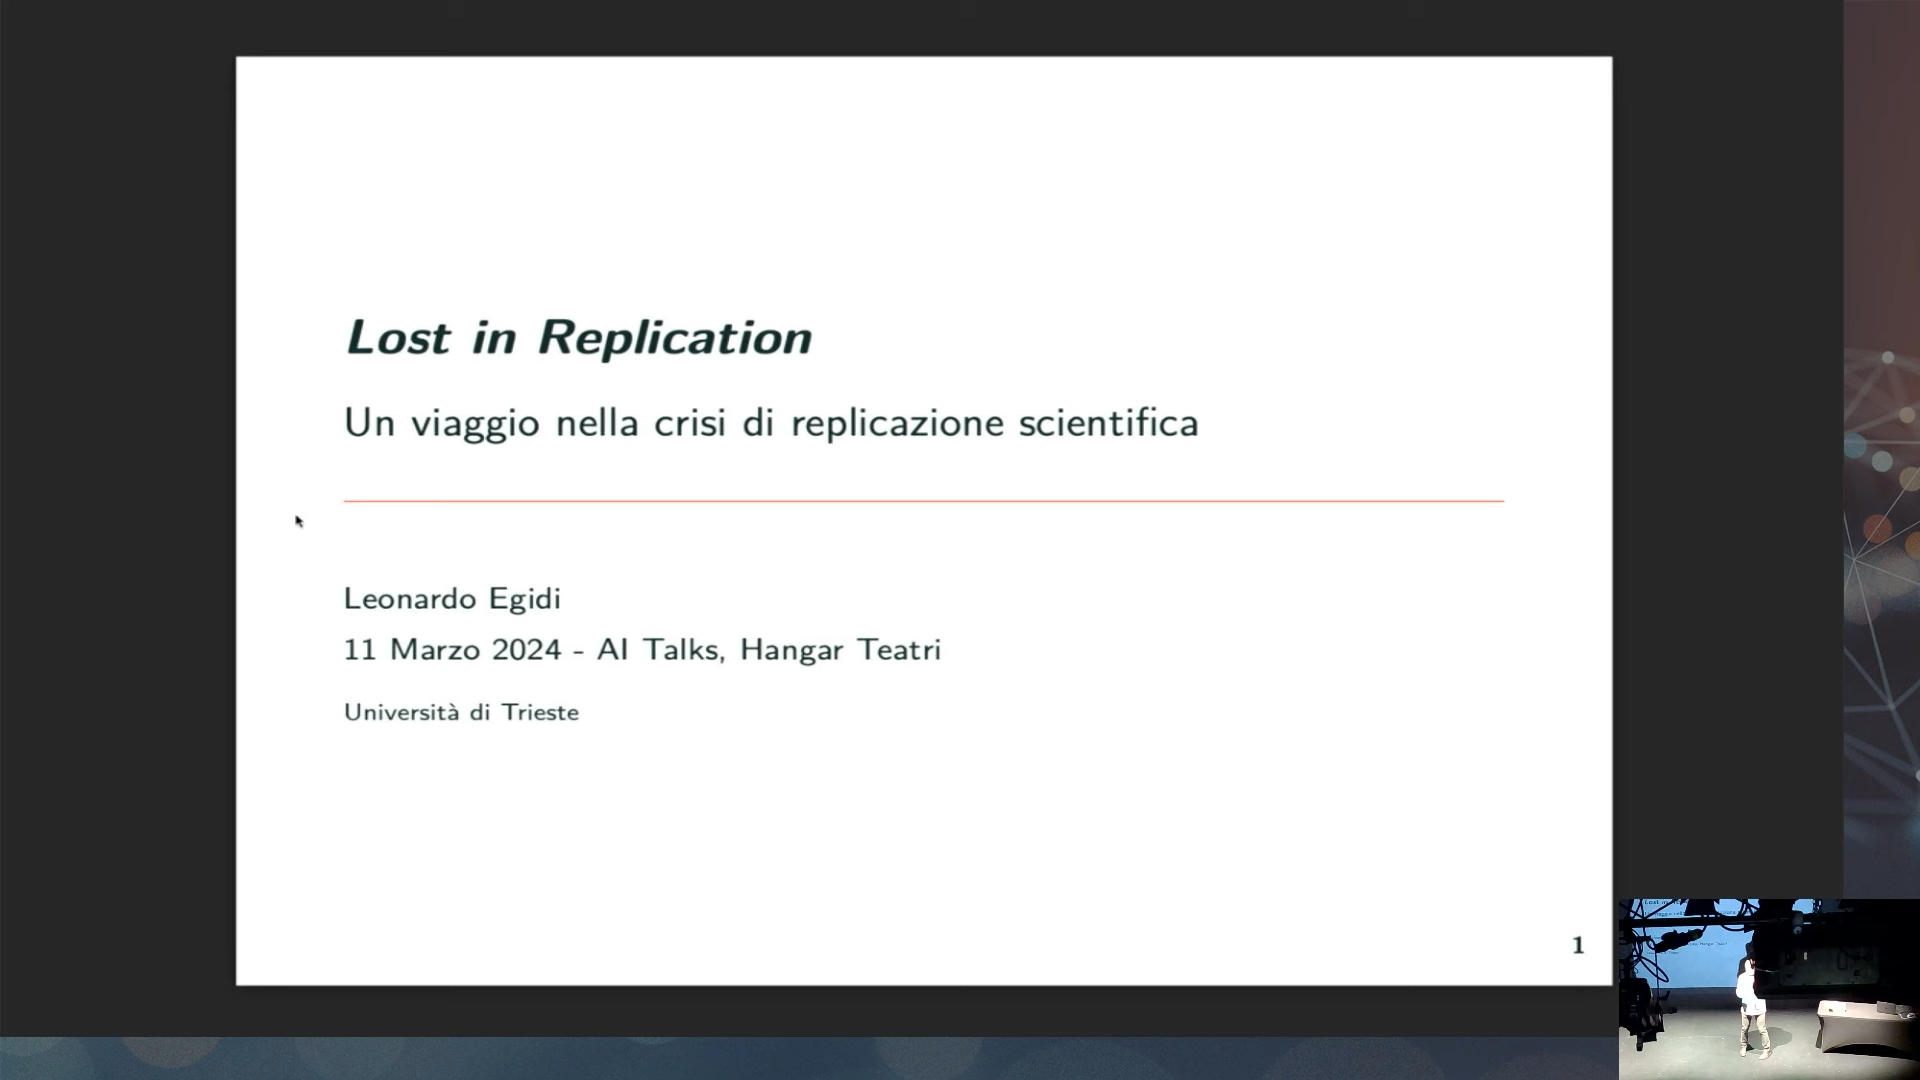 Lost in Replication
Un viaggio nella crisi di replicazione scientifica
Leonardo Egidi
11 Marzo 2024 - AI Talks, Hangar Teatri
Università di Trieste
1